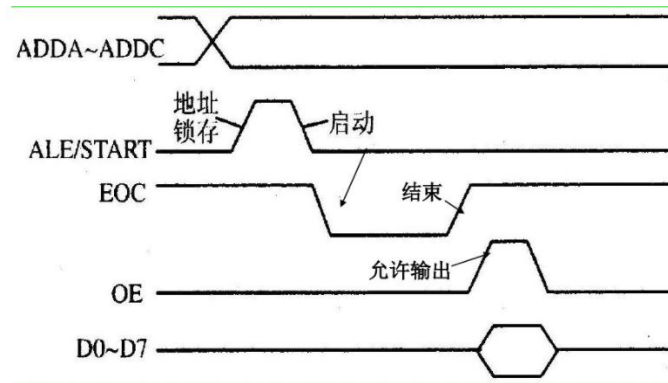 ADDA~ADDC
地址
锁存
启动
ALE/START
EOC
结束
允许输出
OE
D0~D7